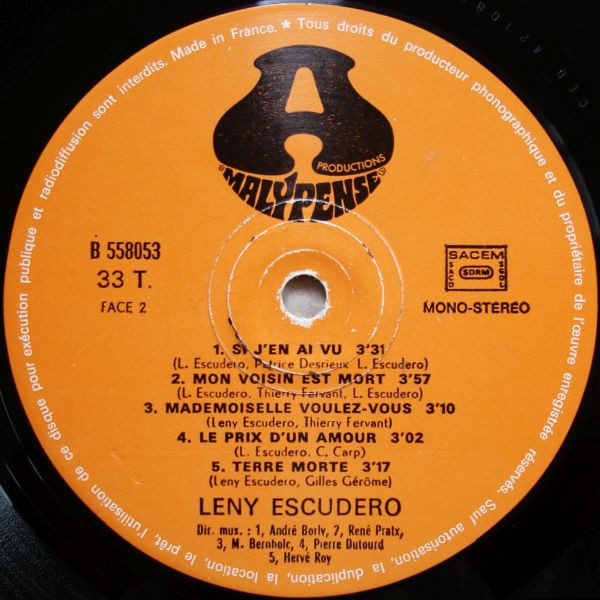 ★ Tous droits du producteur phonographique et du propriétaire de l'œuvre enregistrée réservés. Sauf autorisation, la duplication, la location, le prêt, l'utilisation de ce disque pour exécution publique et radiodiffusion sont interdits. Made in France.
A
PRODUCTIONS
MALYPENSE
B 558053
33 T.
FACE 2
SACEM
SACD SDRM SGDL
MONO-STÉRÉO
1. SI J'EN AI VU 3'31
(L. Escudero, Patrice Desrieux L. Escudero)
2. MON VOISIN EST MORT 3'57
(L. Escudero, Thierry Fervant, L. Escudero)
3. MADEMOISELLE VOULEZ-VOUS 3'10
(Leny Escudero, Thierry Fervant)
4. LE PRIX D'UN AMOUR 3'02
(L. Escudero. C. Carp)
5. TERRE MORTE 3'17
(Leny Escudero, Gilles Gérôme)
LENY ESCUDERO
Dir. mus. : 1, André Borly, 2, René Pratx,
3, M. Bernholc, 4, Pierre Dutourd
5, Hervé Roy